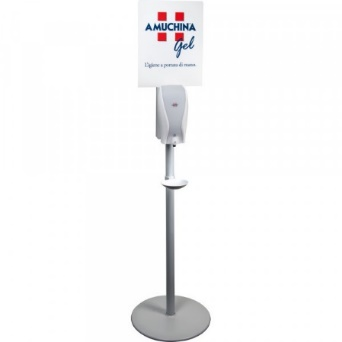 AMUCHINA
gel
L'igiene a portata di mano.